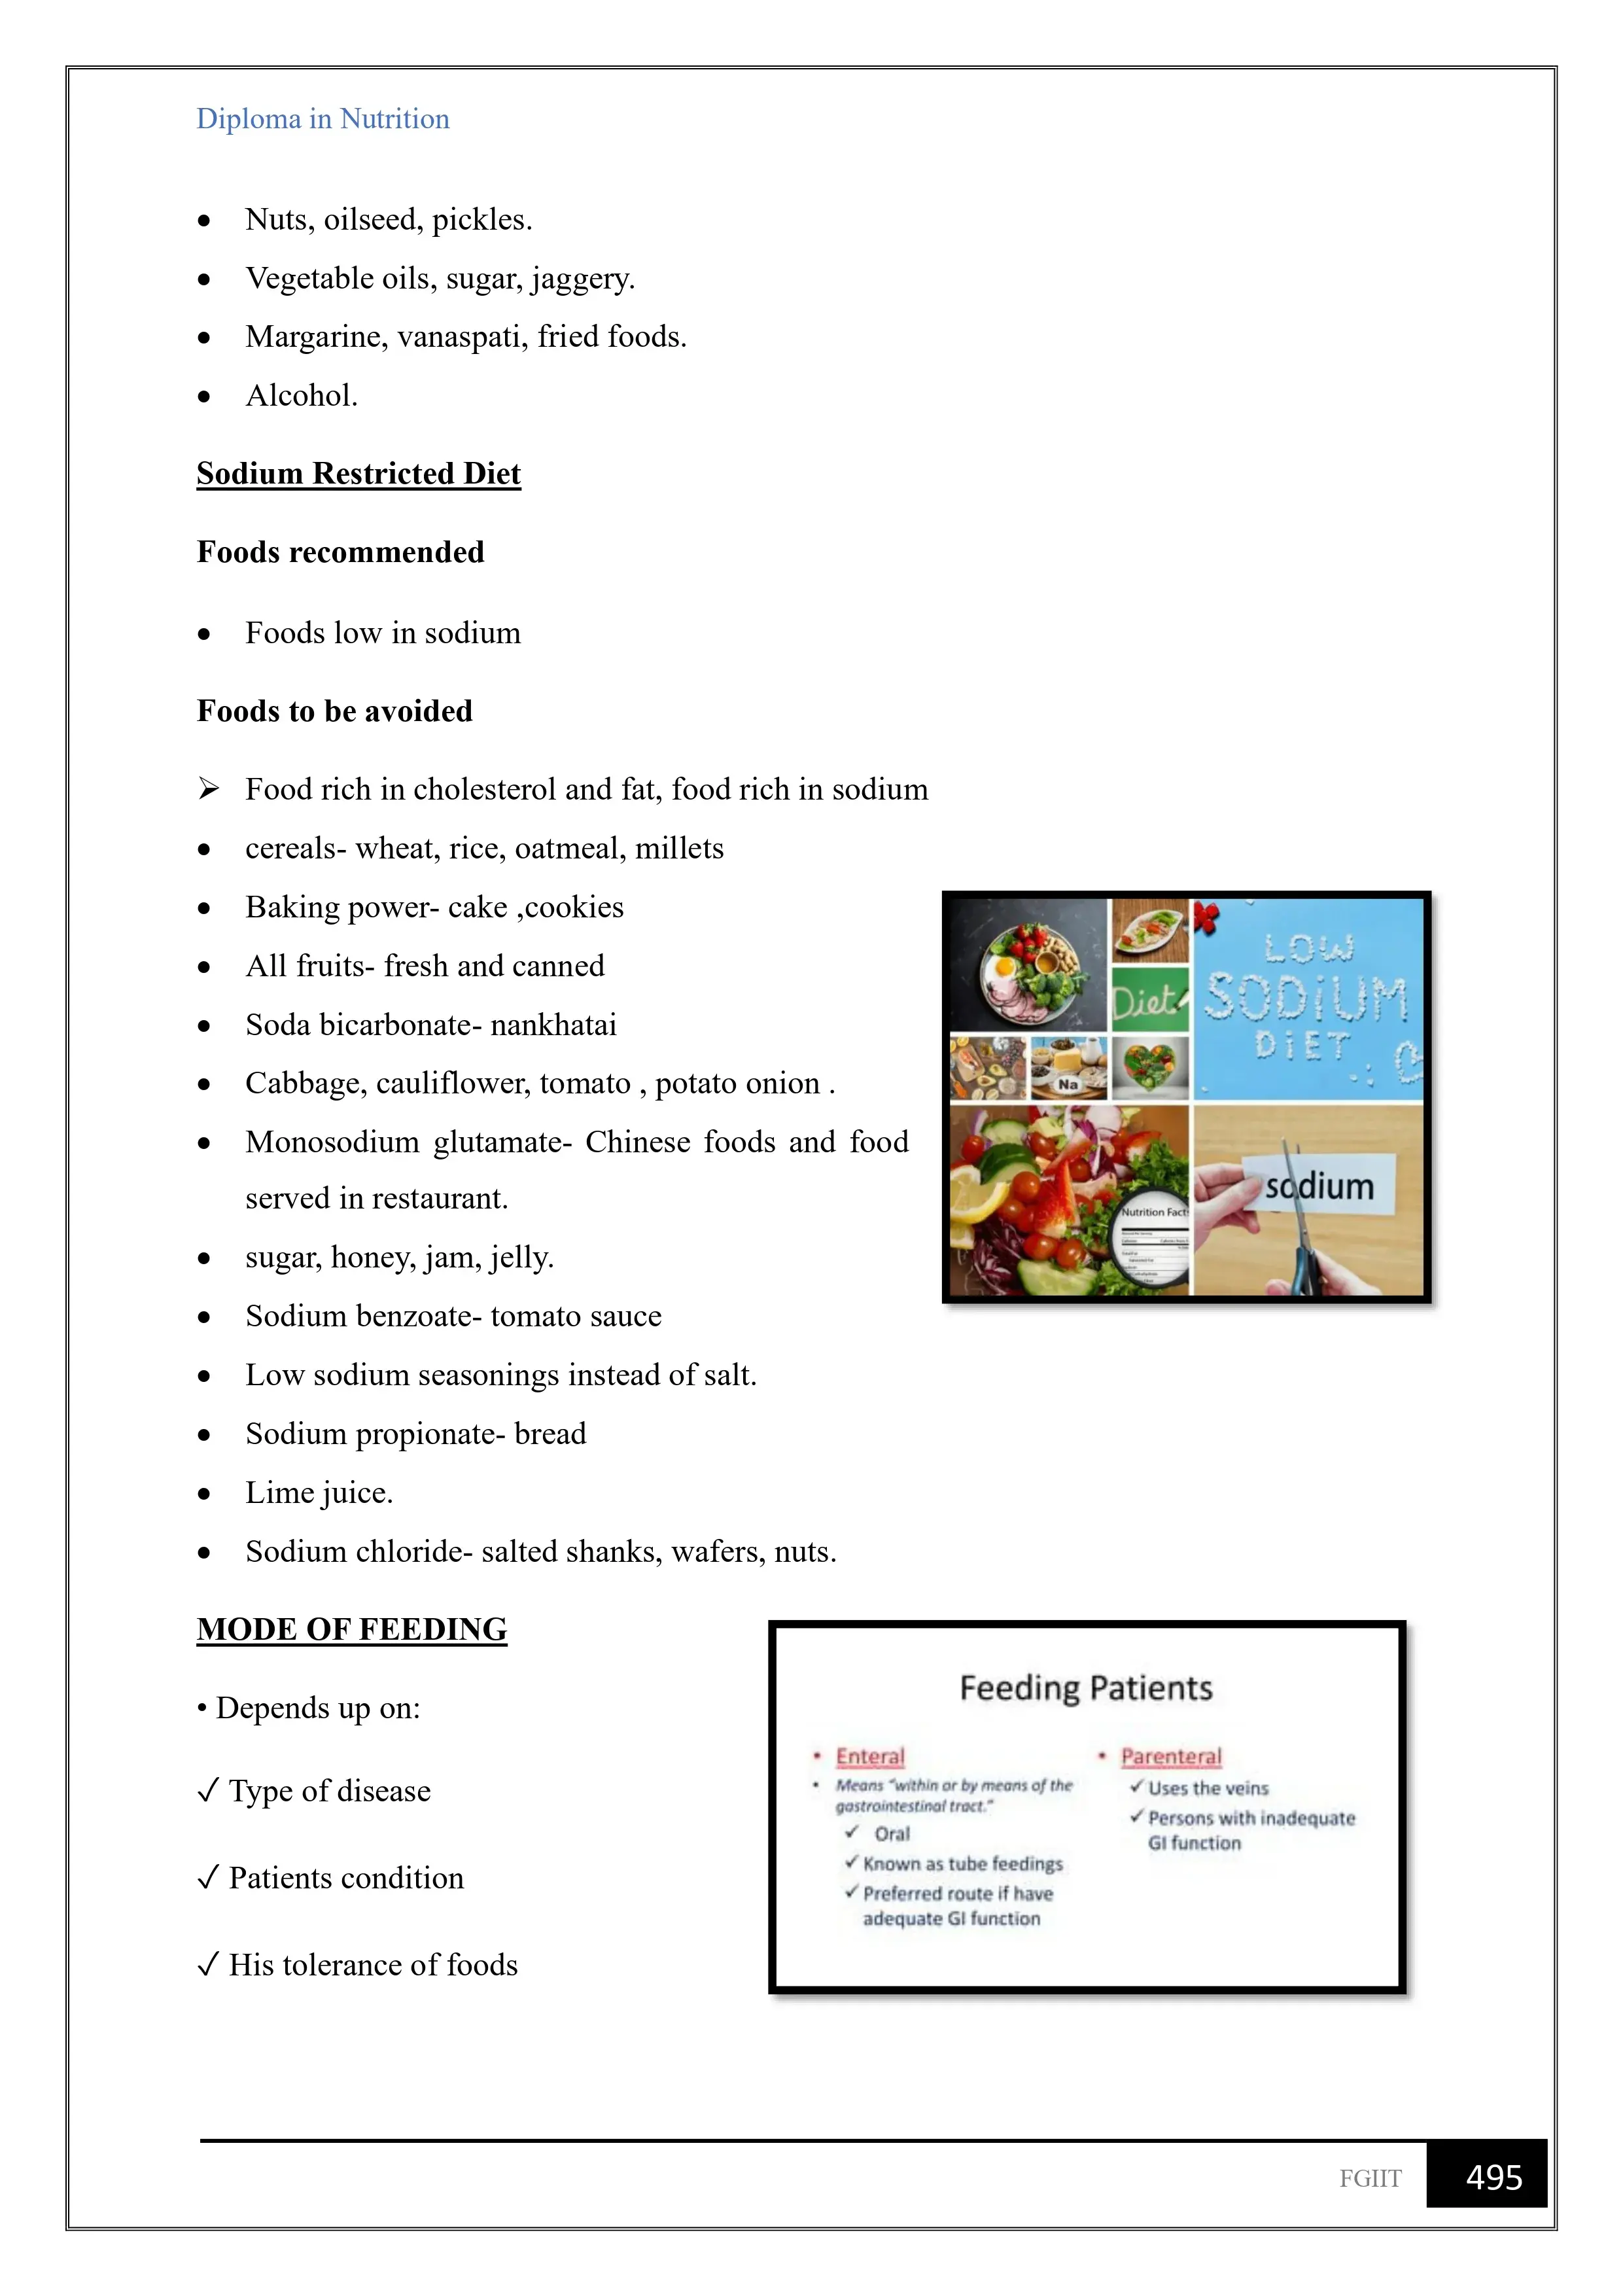 Diploma in Nutrition
• Nuts, oilseed, pickles.
• Vegetable oils, sugar, jaggery.
• Margarine, vanaspati, fried foods.
• Alcohol.
Sodium Restricted Diet
Foods recommended
• Foods low in sodium
Foods to be avoided
➢ Food rich in cholesterol and fat, food rich in sodium
• cereals- wheat, rice, oatmeal, millets
• Baking power- cake ,cookies
• All fruits- fresh and canned
• Soda bicarbonate- nankhatai
• Cabbage, cauliflower, tomato , potato onion .
• Monosodium glutamate- Chinese foods and food
served in restaurant.
• sugar, honey, jam, jelly.
• Sodium benzoate- tomato sauce
• Low sodium seasonings instead of salt.
• Sodium propionate- bread
• Lime juice.
• Sodium chloride- salted shanks, wafers, nuts.
LOW
SODiUM
DiET
Diet
Na
Nutrition Facts
sodium
MODE OF FEEDING
• Depends up on:
✓ Type of disease
✓ Patients condition
✓ His tolerance of foods
Feeding Patients
• Enteral
• Means "within or by means of the
gastrointestinal tract."
✓ Oral
✓ Known as tube feedings
✓ Preferred route if have
adequate GI function
• Parenteral
✓ Uses the veins
✓ Persons with inadequate
GI function
FGIIT
495